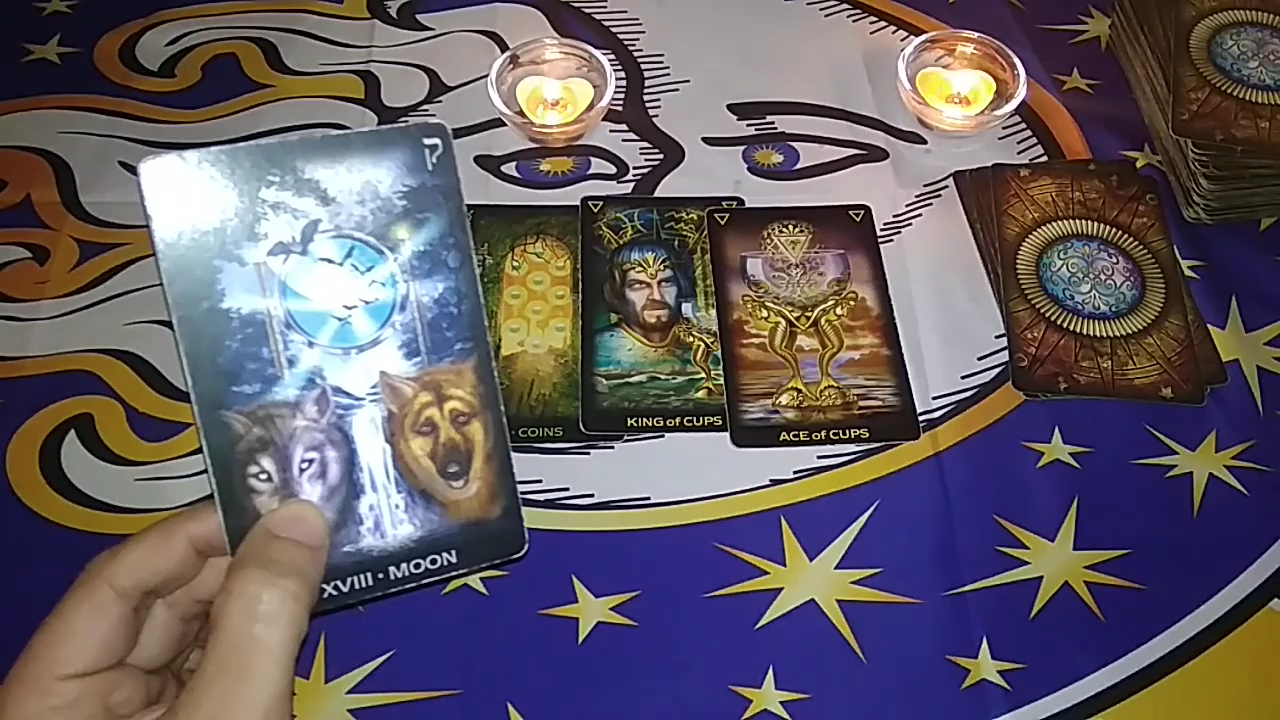 ק
XVIII • MOON
• COINS
KING of CUPS
ACE of CUPS